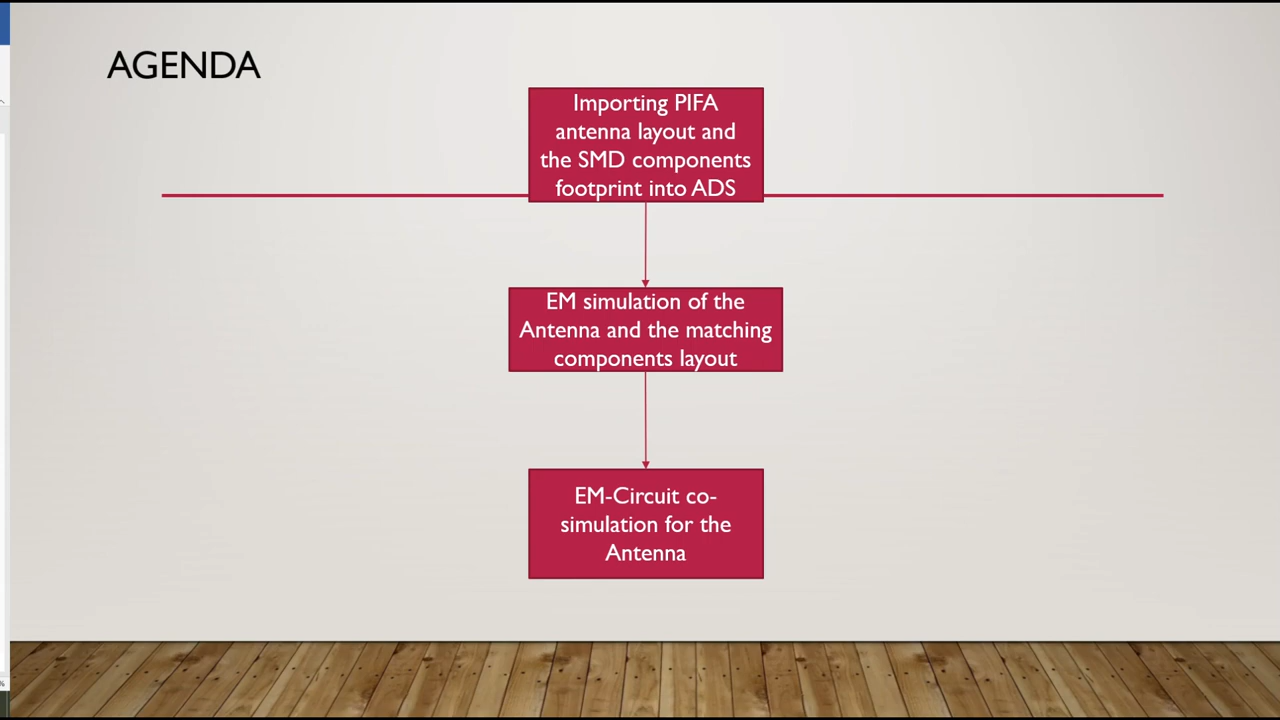 AGENDA
Importing PIFA
antenna layout and
the SMD components
footprint into ADS
EM simulation of the
Antenna and the matching
components layout
EM-Circuit co-
simulation for the
Antenna
%